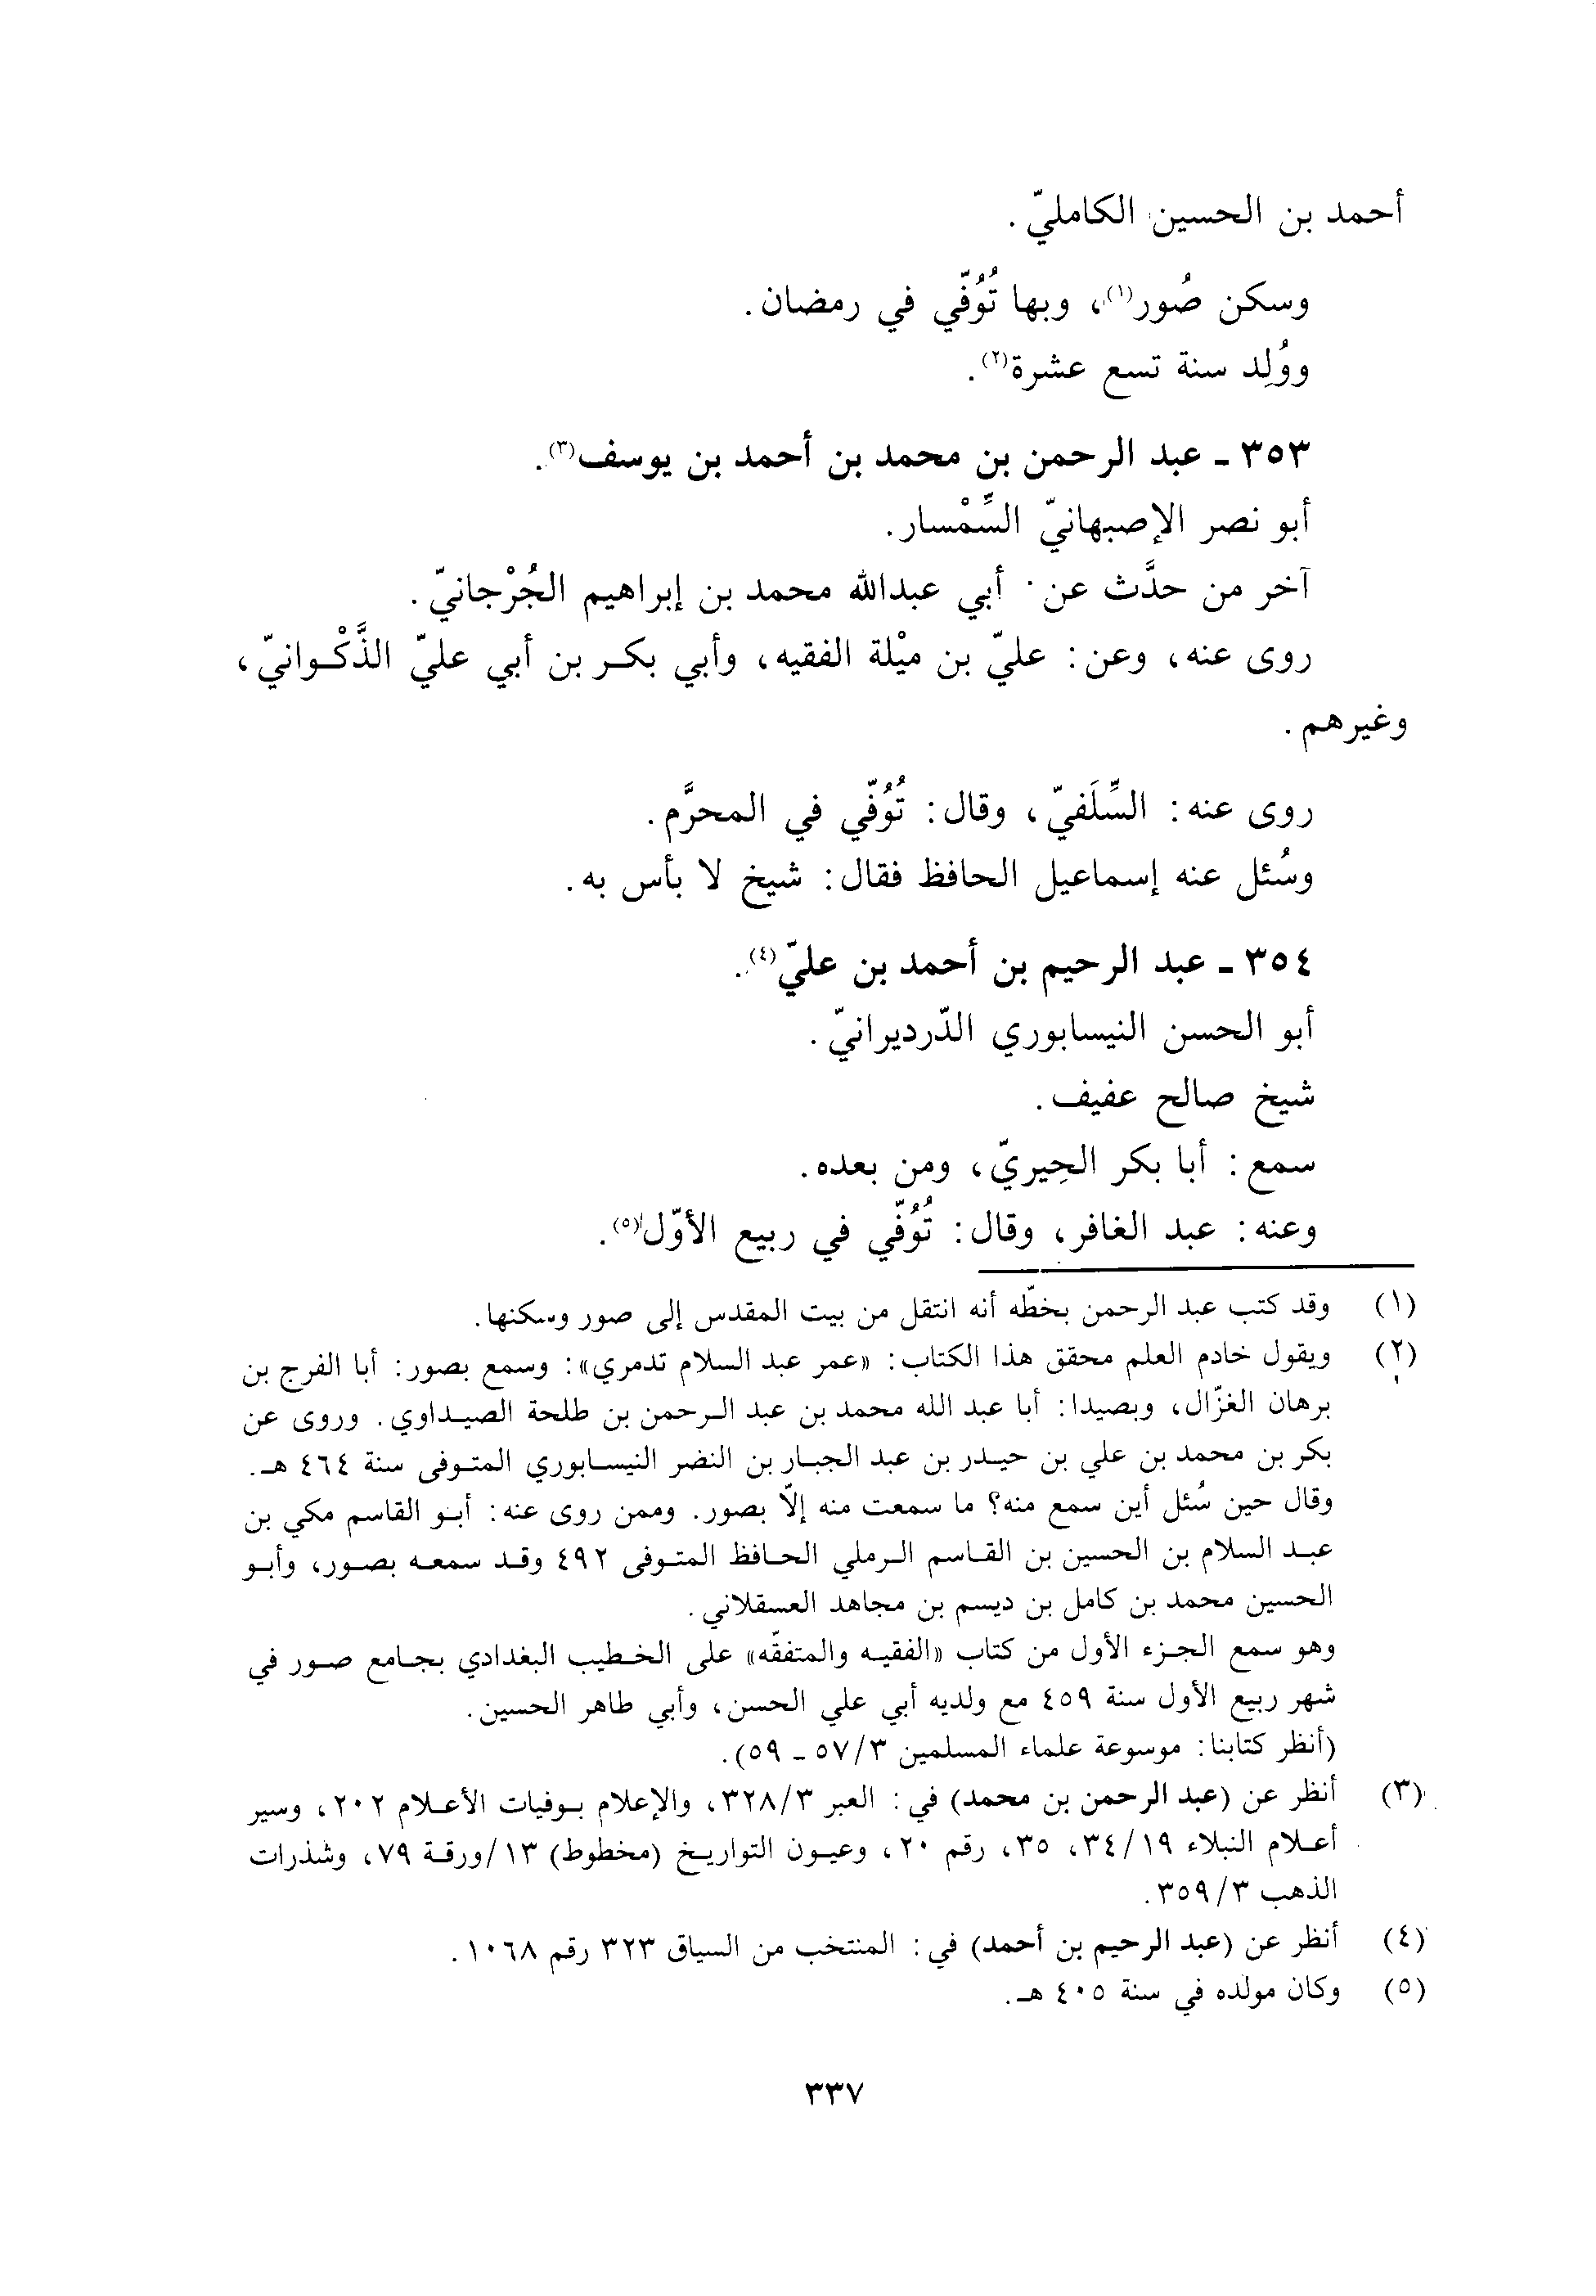 أحمد بن الحسين الكامليّ.
وسكن صُور(١)، وبها تُوُفّي في رمضان.
ووُلِد سنة تسع عشرة(٢).
٣٥٣ ـ عبد الرحمن بن محمد بن أحمد بن يوسف(٣).
أبو نصر الإصبهانيّ السِّمْسار.
آخر من حدَّث عن أبي عبدالله محمد بن إبراهيم الجُرْجانيّ.
روى عنه، وعن: عليّ بن ميْلة الفقيه، وأبي بكر بن أبي عليّ الذَّكْوانيّ،
وغيرهم.
روى عنه: السِّلَفيّ، وقال: تُوُفّي في المحرَّم.
وسُئل عنه إسماعيل الحافظ فقال: شيخ لا بأس به.
٣٥٤ ـ عبد الرحيم بن أحمد بن عليّ(٤).
أبو الحسن النيسابوري الدّرديرانيّ.
شيخ صالح عفيف.
سمع: أبا بكر الحِيريّ، ومن بعده.
وعنه: عبد الغافر، وقال: تُوُفّي في ربيع الأوّل(٥).
(١) وقد كتب عبد الرحمن بخطّه أنه انتقل من بيت المقدس إلى صور وسكنها.
(٢) ويقول خادم العلم محقق هذا الكتاب: «عمر عبد السلام تدمري»: وسمع بصور: أبا الفرج بن
برهان الغزّال، وبصيدا: أبا عبد الله محمد بن عبد الرحمن بن طلحة الصيداوي. وروى عن
بكر بن محمد بن علي بن حيدر بن عبد الجبار بن النضر النيسابوري المتوفى سنة ٤٦٤ هـ.
وقال حين سُئل أين سمع منه؟ ما سمعت منه إلّا بصور. وممن روى عنه: أبو القاسم مكي بن
عبد السلام بن الحسين بن القاسم الرملي الحافظ المتوفى ٤٩٢ وقد سمعه بصور، وأبو
الحسين محمد بن كامل بن ديسم بن مجاهد العسقلاني.
وهو سمع الجزء الأول من كتاب «الفقيه والمتفقّه» على الخطيب البغدادي بجامع صور في
شهر ربيع الأول سنة ٤٥٩ مع ولديه أبي علي الحسن، وأبي طاهر الحسين.
(أنظر كتابنا: موسوعة علماء المسلمين ٥٧/٣ ـ ٥٩).
(٣) أنظر عن (عبد الرحمن بن محمد) في: العبر ٣٢٨/٣، والإعلام بوفيات الأعلام ٢٠٢، وسير
أعلام النبلاء ٣٤/١٩، ٣٥، رقم ٢٠، وعيون التواريخ (مخطوط) ١٣/ورقة ٧٩، وشذرات
الذهب ٣٥٩/٣.
(٤) أنظر عن (عبد الرحيم بن أحمد) في: المنتخب من السياق ٣٢٣ رقم ١٠٦٨.
(٥) وكان مولده في سنة ٤٠٥ هـ.
٣٣٧